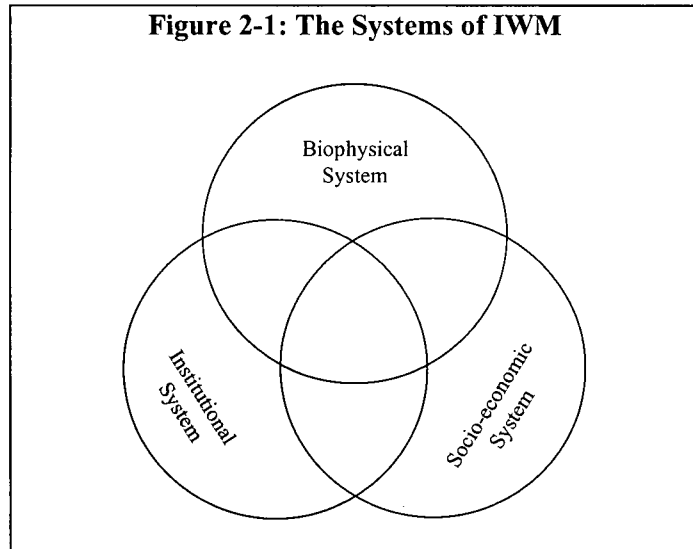 Figure 2-1: The Systems of IWM
Biophysical
System
Institutional
System
Socio-economic
System